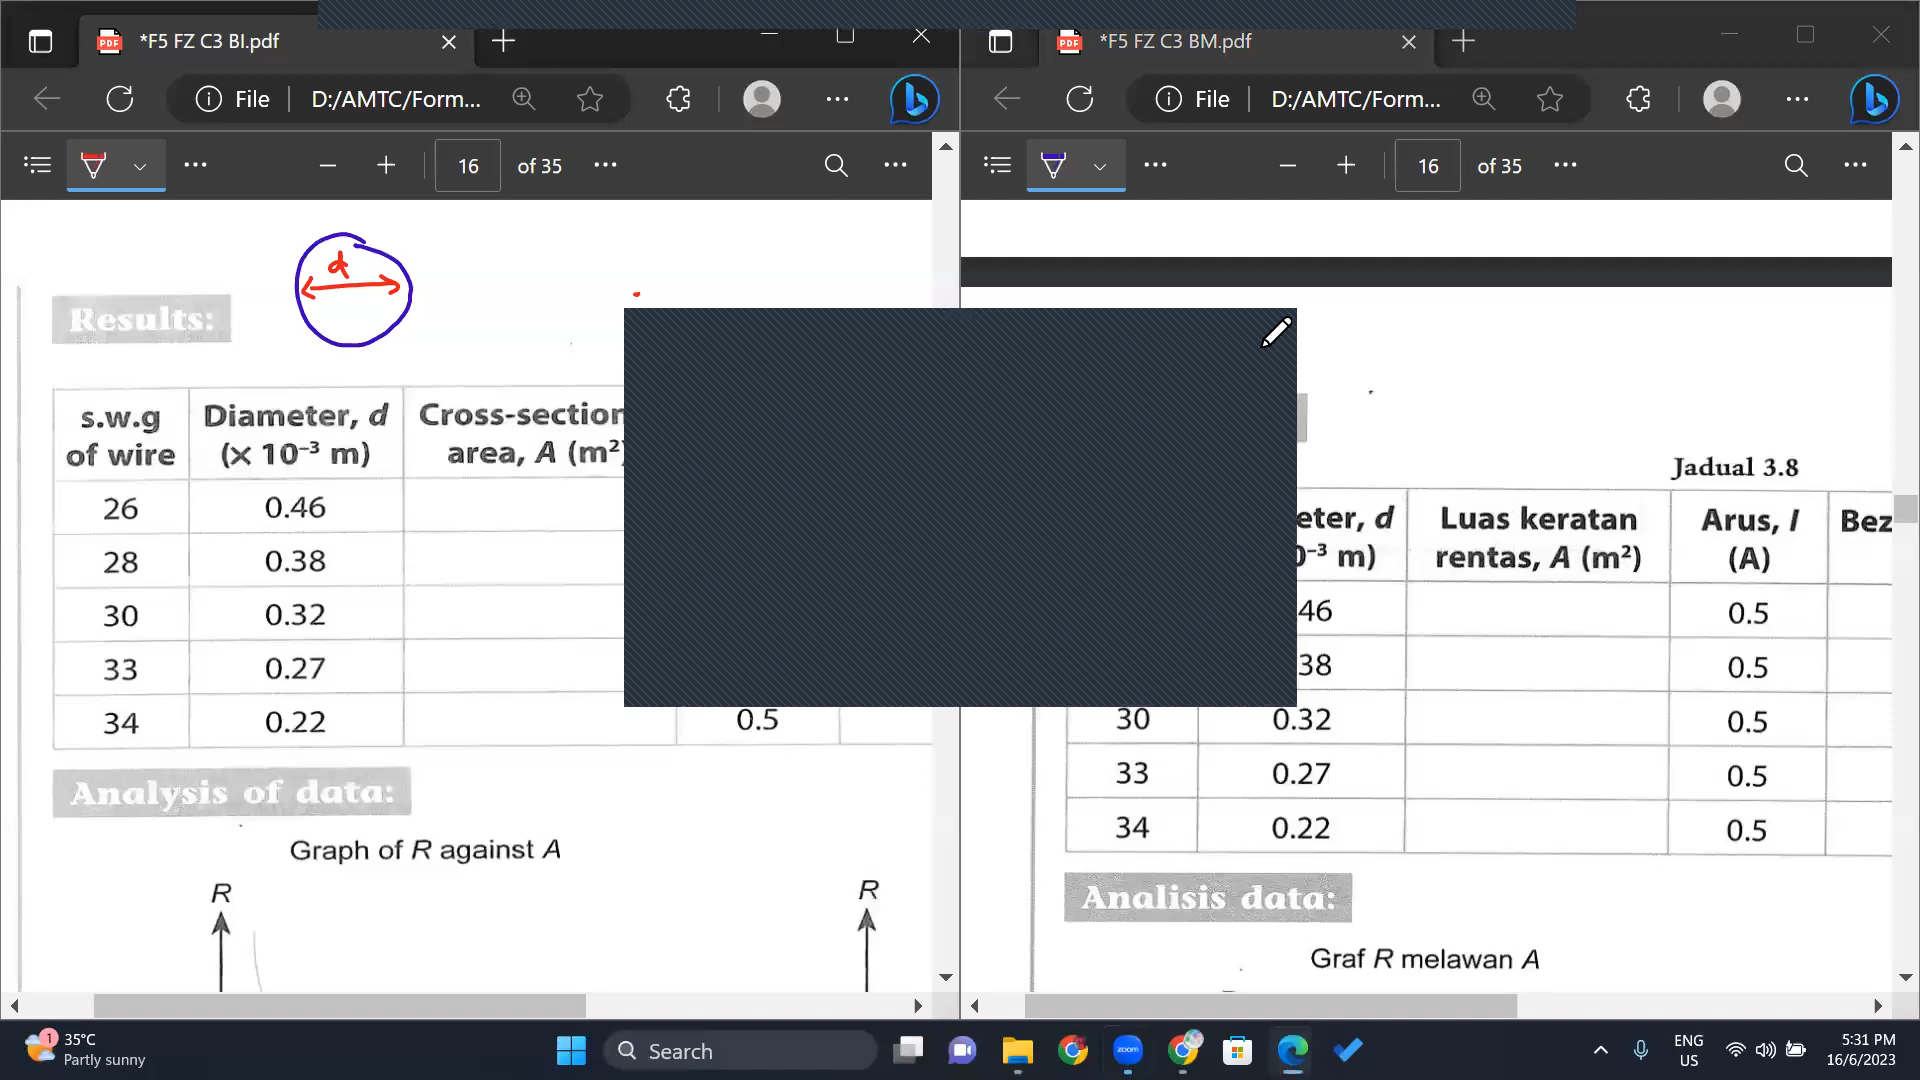 *F5 FZ C3 BI.pdf
*F5 FZ C3 BM.pdf
File D:/AMTC/Form...
File D:/AMTC/Form...
16 of 35
16 of 35
d
Results:
s.w.g of wire
Diameter, d (× 10⁻³ m)
Cross-section
area, A (m²)
26 0.46
28 0.38
30 0.32
33 0.27
34 0.22 0.5
Analysis of data:
Graph of R against A
R
R
Jadual 3.8
eter, d
⁻³ m)
Luas keratan rentas, A (m²)
Arus, I (A)
Bez
46 0.5
38 0.5
30 0.32 0.5
33 0.27 0.5
34 0.22 0.5
Analisis data:
Graf R melawan A
1
35°C
Partly sunny
Search
zoom
ENG
US
5:31 PM
16/6/2023